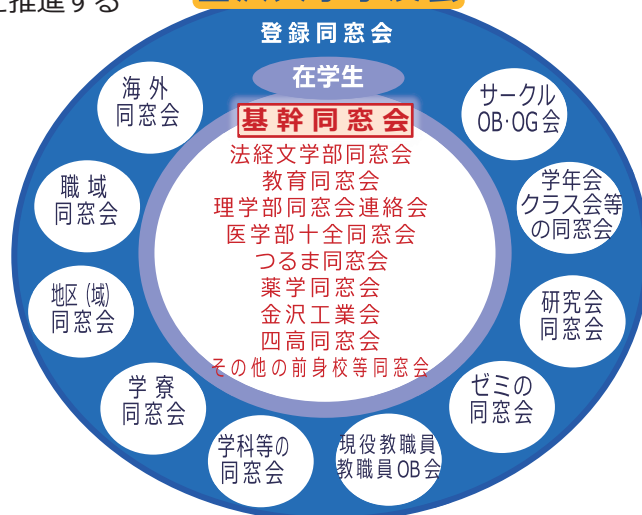 に推進する
登録同窓会
在学生
基幹同窓会
法経文学部同窓会
教育同窓会
理学部同窓会連絡会
医学部十全同窓会
つるま同窓会
薬学同窓会
金沢工業会
四高同窓会
その他の前身校等同窓会
海外
同窓会
職域
同窓会
地区(域)
同窓会
学寮
同窓会
学科等の
同窓会
現役教職員
教職員OB会
ゼミの
同窓会
研究会
同窓会
学年会
クラス会等
の同窓会
サークル
OB·OG会